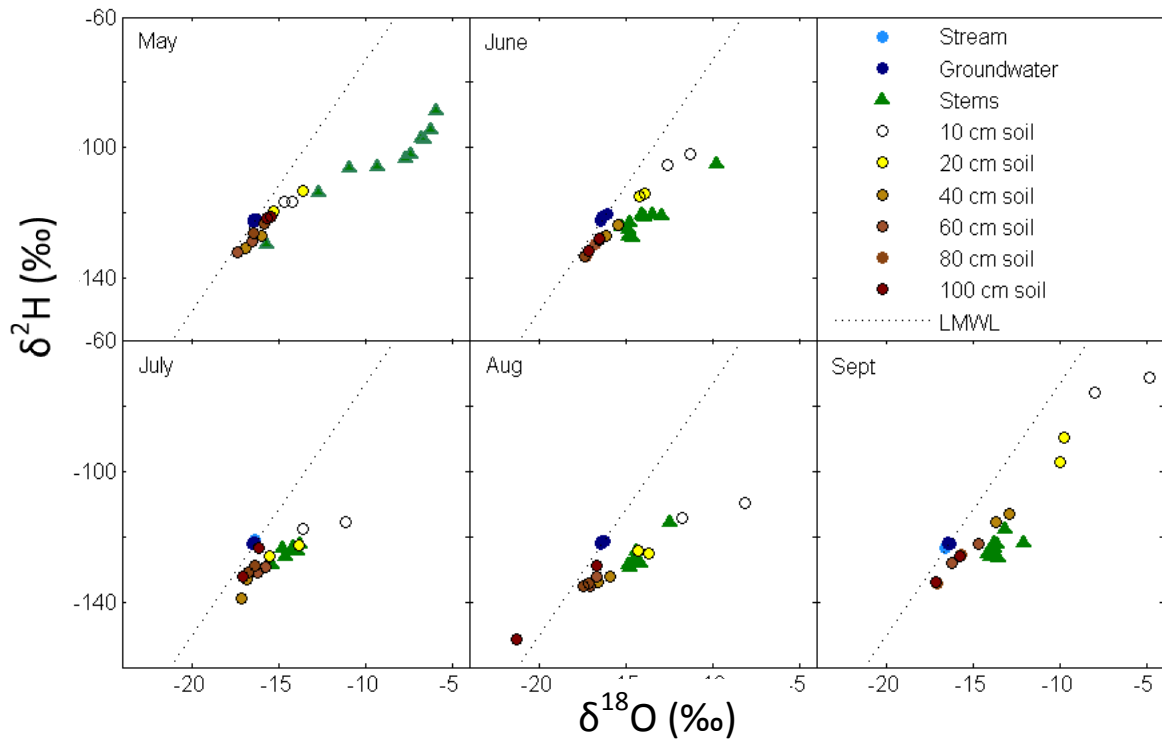 -60
May
June
Stream
Groundwater
Stems
10 cm soil
20 cm soil
40 cm soil
60 cm soil
80 cm soil
100 cm soil
LMWL
-100
-140
-60
δ²H (‰)
July
Aug
Sept
-100
-140
-20 -15 -10 -5 -20 -15 -10 -5 -20 -15 -10 -5
δ¹⁸O (‰)